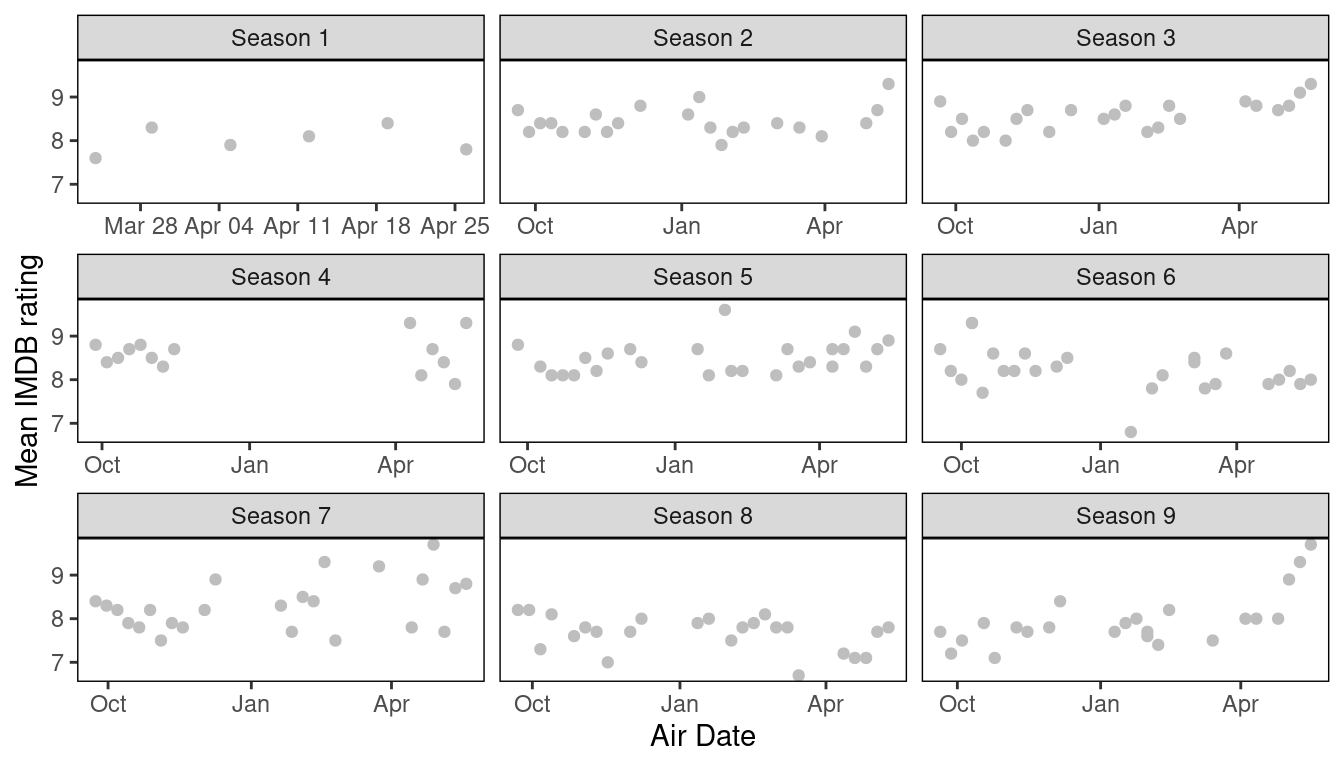 Season 1
Season 2
Season 3
9
8
7
Mar 28 Apr 04 Apr 11 Apr 18 Apr 25
Oct Jan Apr
Oct Jan Apr
Season 4
Season 5
Season 6
9
8
7
Oct Jan Apr
Oct Jan Apr
Oct Jan Apr
Season 7
Season 8
Season 9
9
8
7
Oct Jan Apr
Oct Jan Apr
Oct Jan Apr
Mean IMDB rating
Air Date